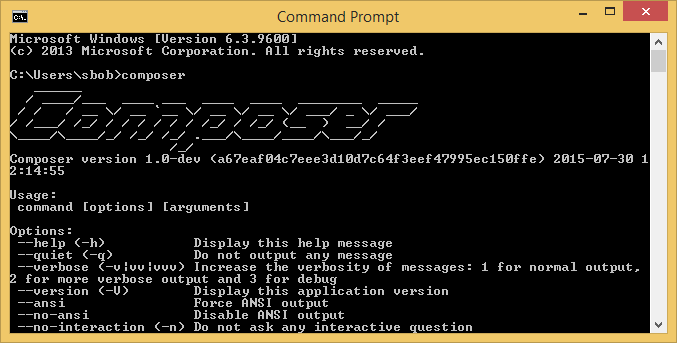 Command Prompt
Microsoft Windows [Version 6.3.9600]
(c) 2013 Microsoft Corporation. All rights reserved.
C:\Users\sbob>composer
Composer
Composer version 1.0-dev (a67eaf04c7eee3d10d7c64f3eef47995ec150ffe) 2015-07-30 1
2:14:55
Usage:
command [options] [arguments]
Options:
--help (-h) Display this help message
--quiet (-q) Do not output any message
--verbose (-v|vv|vvv) Increase the verbosity of messages: 1 for normal output,
2 for more verbose output and 3 for debug
--version (-V) Display this application version
--ansi Force ANSI output
--no-ansi Disable ANSI output
--no-interaction (-n) Do not ask any interactive question